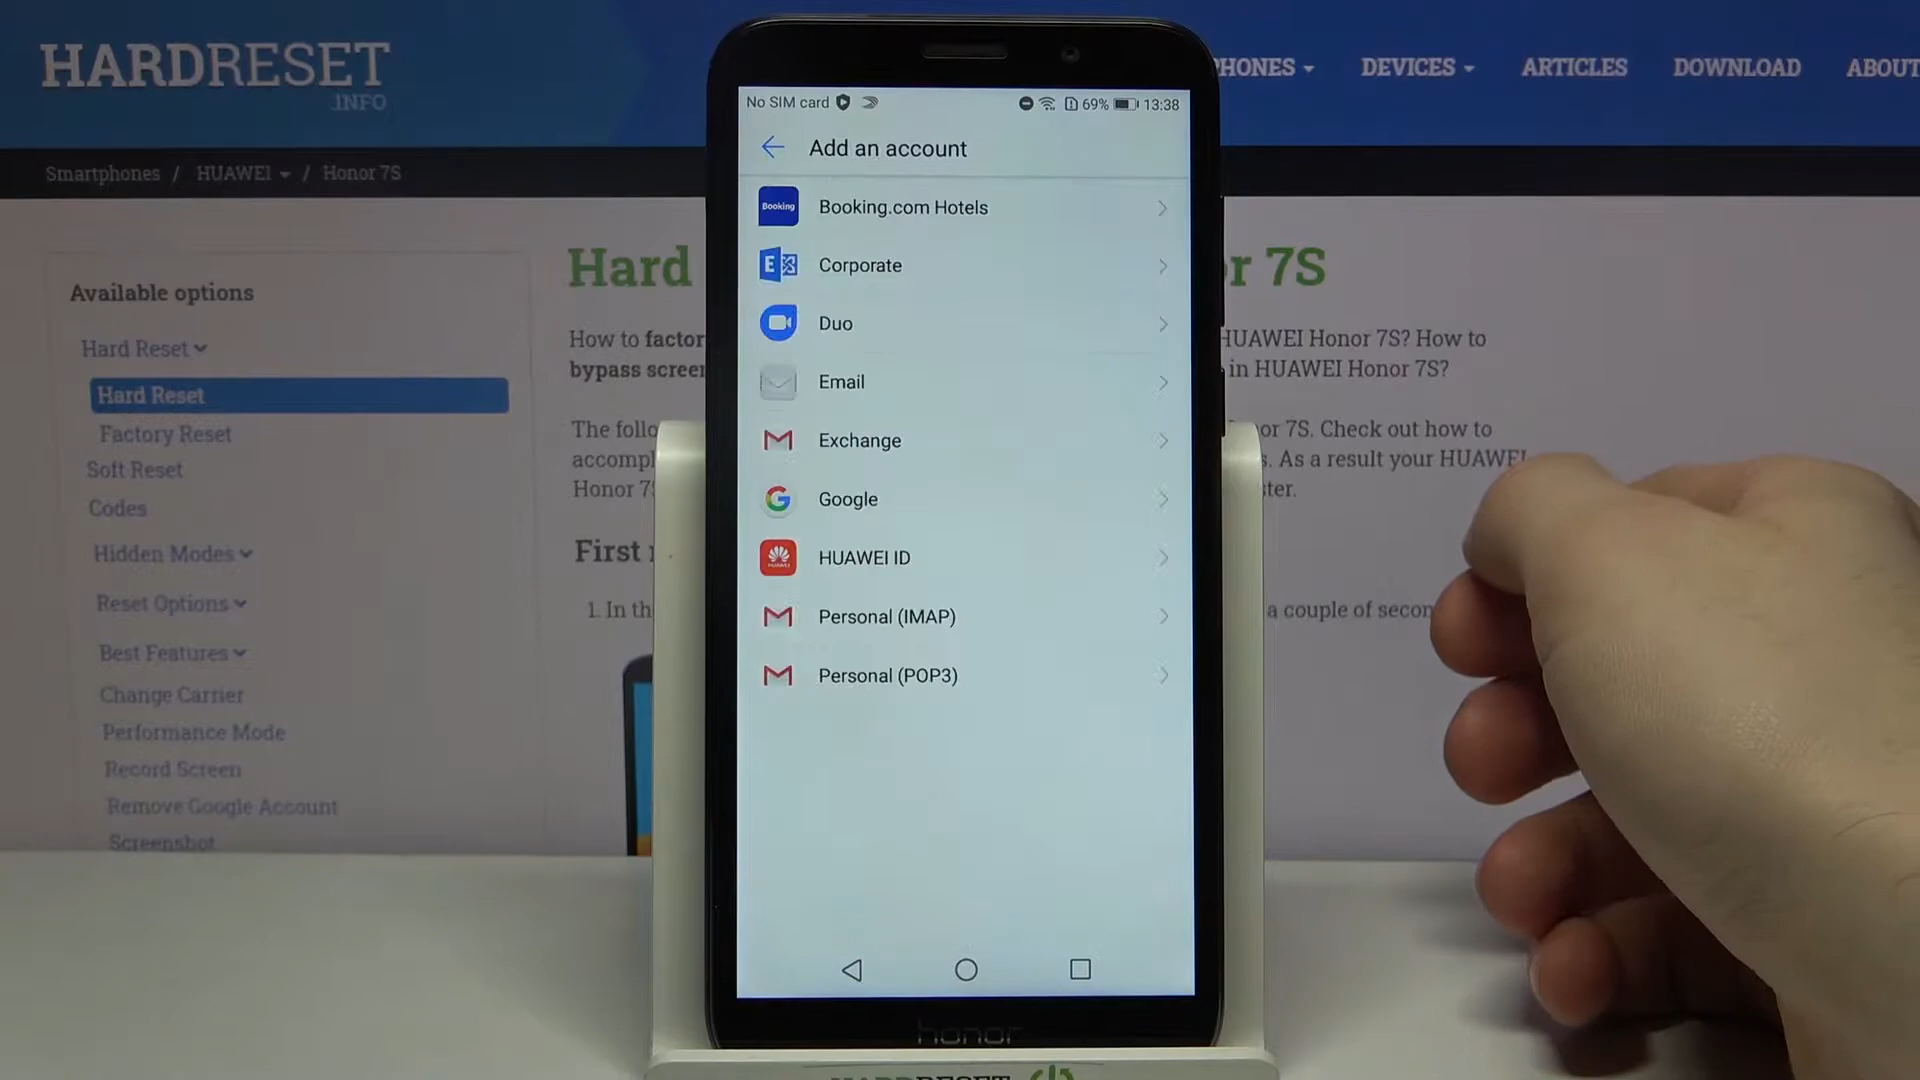 HARDRESET
.INFO
PHONES
DEVICES
ARTICLES
DOWNLOAD
ABOUT
Smartphones / HUAWEI / Honor 7S
Available options
Hard Reset
Hard Reset
Factory Reset
Soft Reset
Codes
Hidden Modes
Reset Options
Best Features
Change Carrier
Performance Mode
Record Screen
Remove Google Account
Screenshot
Hard
r 7S
How to factor
HUAWEI Honor 7S? How to
bypass screen
in HUAWEI Honor 7S?
The follo
or 7S. Check out how to
accompl
s. As a result your HUAWEI
Honor 7S
ster.
First
1. In th
a couple of secon
No SIM card
69% 13:38
Add an account
Booking
Booking.com Hotels
Corporate
Duo
Email
Exchange
Google
HUAWEI
HUAWEI ID
Personal (IMAP)
Personal (POP3)
honor
HARDRESET